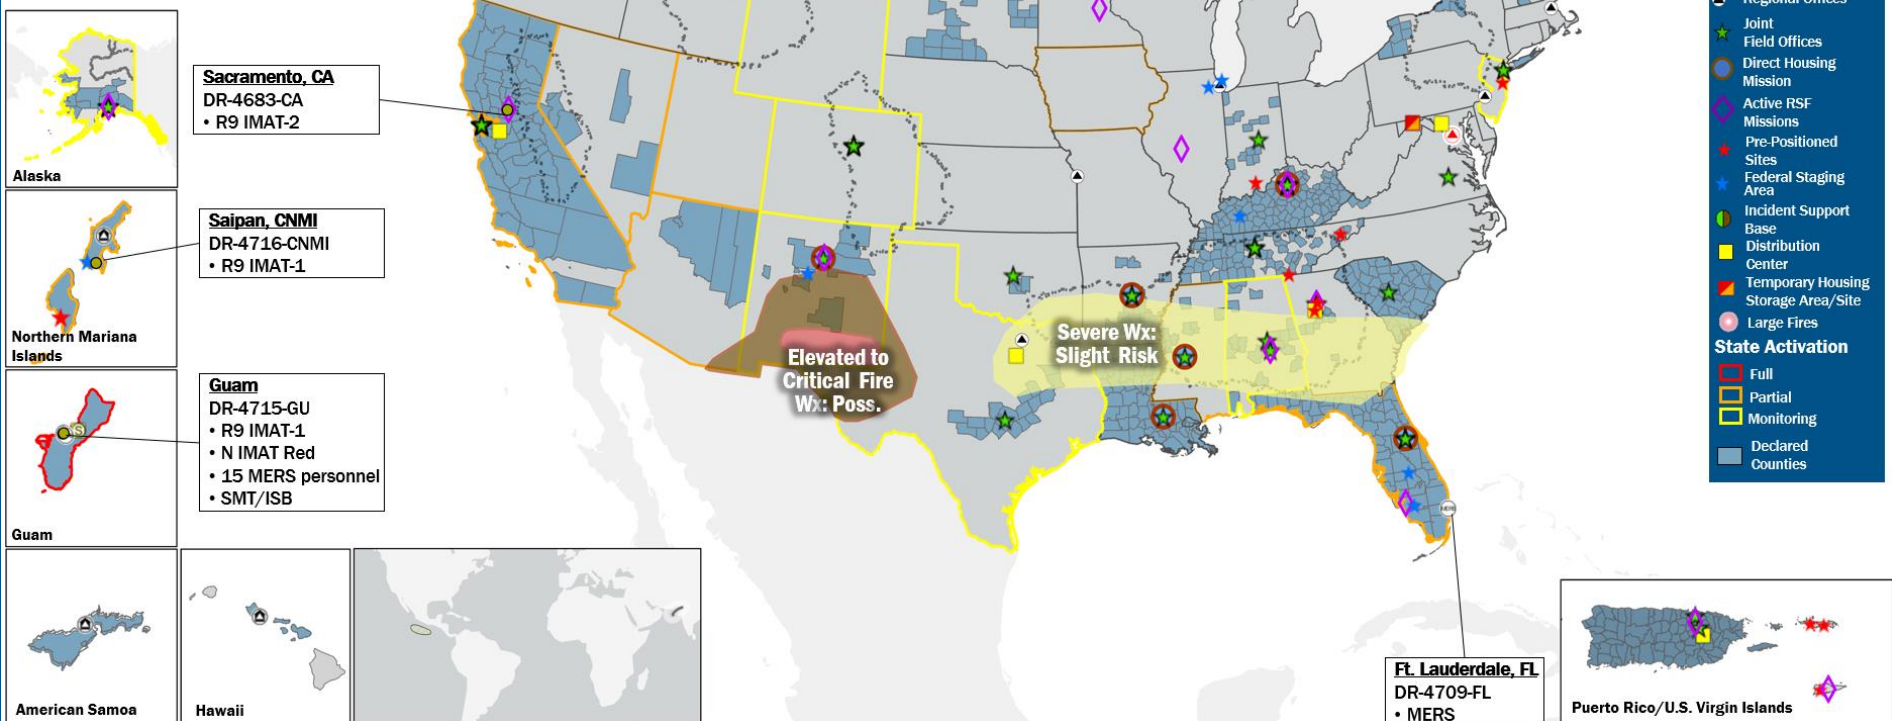 Alaska
Sacramento, CA
DR-4683-CA
• R9 IMAT-2
Saipan, CNMI
DR-4716-CNMI
• R9 IMAT-1
Northern Mariana
Islands
Guam
DR-4715-GU
• R9 IMAT-1
• N IMAT Red
• 15 MERS personnel
• SMT/ISB
S
Guam
American Samoa
Hawaii
Elevated to
Critical Fire
Wx: Poss.
Severe Wx:
Slight Risk
Ft. Lauderdale, FL
DR-4709-FL
• MERS
Puerto Rico/U.S. Virgin Islands
Regional Offices
Joint
Field Offices
Direct Housing
Mission
Active RSF
Missions
Pre-Positioned
Sites
Federal Staging
Area
Incident Support
Base
Distribution
Center
Temporary Housing
Storage Area/Site
Large Fires
State Activation
Full
Partial
Monitoring
Declared
Counties